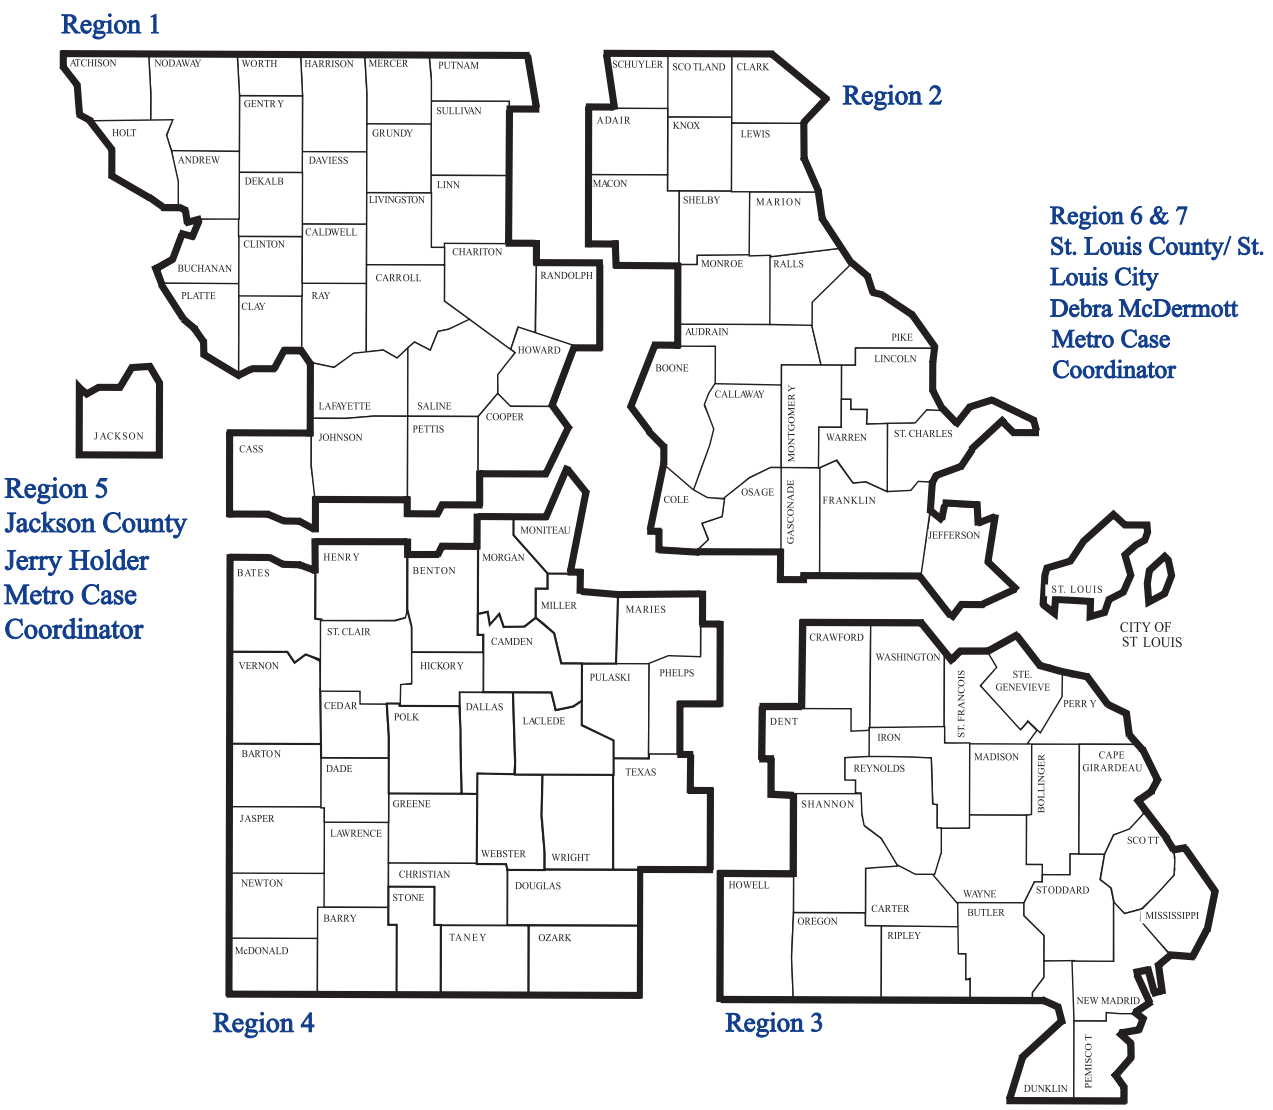 Region 1
ATCHISON
NODAWAY
WORTH
HARRISON
MERCER
PUTNAM
GENTRY
SULLIVAN
HOLT
GRUNDY
ANDREW
DAVIESS
DEKALB
LINN
LIVINGSTON
CALDWELL
CLINTON
CHARITON
BUCHANAN
CARROLL
RANDOLPH
PLATTE
CLAY
RAY
HOWARD
LAFAYETTE
SALINE
COOPER
CASS
JOHNSON
PETTIS
Region 2
SCHUYLER
SCOTLAND
CLARK
ADAIR
KNOX
LEWIS
MACON
SHELBY
MARION
MONROE
RALLS
AUDRAIN
PIKE
BOONE
LINCOLN
CALLAWAY
MONTGOMERY
WARREN
ST. CHARLES
COLE
OSAGE
GASCONADE
FRANKLIN
JEFFERSON
Region 6 & 7
St. Louis County/ St.
Louis City
Debra McDermott
Metro Case
Coordinator
ST. LOUIS
CITY OF
ST LOUIS
JACKSON
Region 5
Jackson County
Jerry Holder
Metro Case
Coordinator
MONITEAU
HENRY
MORGAN
BATES
BENTON
MILLER
MARIES
ST. CLAIR
CAMDEN
VERNON
HICKORY
PULASKI
PHELPS
CEDAR
POLK
DALLAS
LACLEDE
BARTON
DADE
TEXAS
GREENE
JASPER
LAWRENCE
WEBSTER
WRIGHT
NEWTON
CHRISTIAN
DOUGLAS
STONE
BARRY
McDONALD
TANEY
OZARK
Region 4
CRAWFORD
WASHINGTON
ST. FRANCOIS
STE.
GENEVIEVE
PERRY
DENT
IRON
REYNOLDS
MADISON
BOLLINGER
CAPE
GIRARDEAU
SHANNON
SCOTT
HOWELL
CARTER
WAYNE
STODDARD
OREGON
BUTLER
MISSISSIPPI
RIPLEY
NEW MADRID
PEMISCOT
DUNKLIN
Region 3